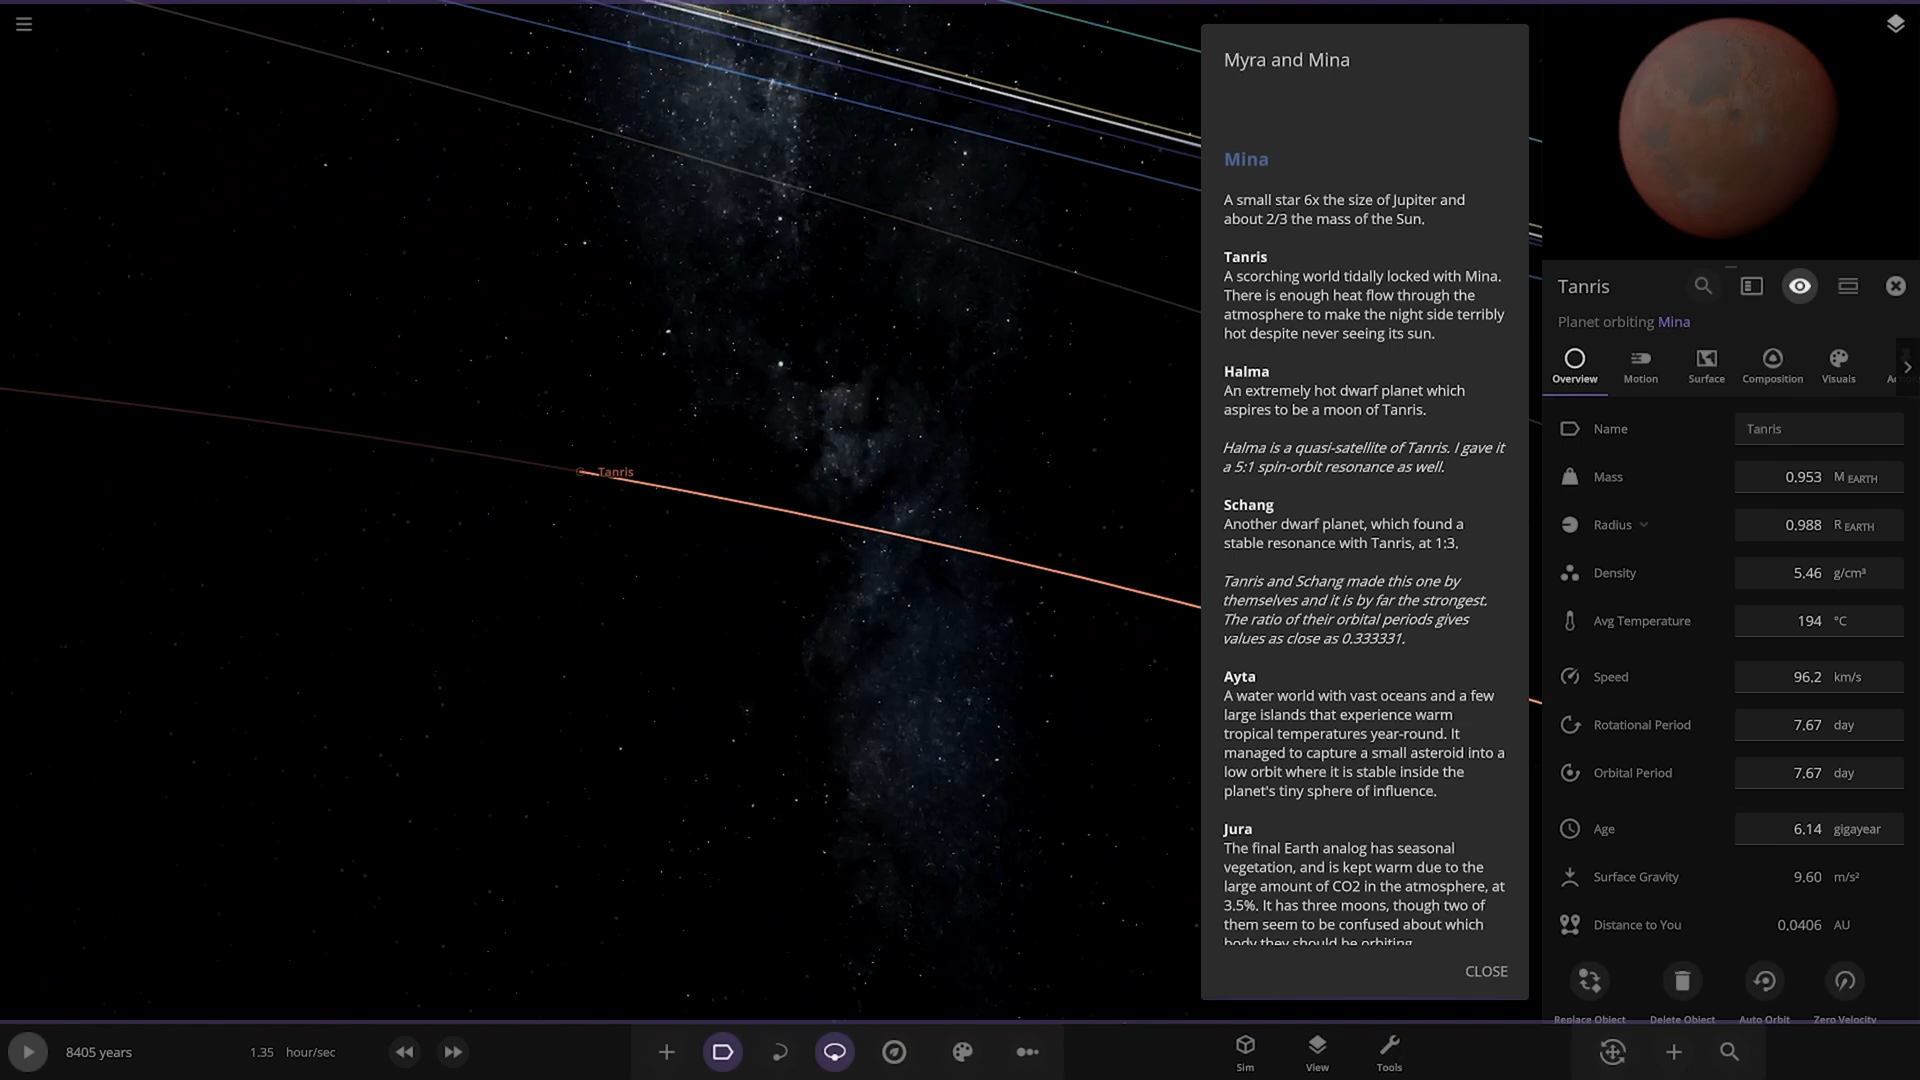 Myra and Mina
Mina
A small star 6x the size of Jupiter and
about 2/3 the mass of the Sun.
Tanris
A scorching world tidally locked with Mina.
There is enough heat flow through the
atmosphere to make the night side terribly
hot despite never seeing its sun.
Halma
An extremely hot dwarf planet which
aspires to be a moon of Tanris.
Halma is a quasi-satellite of Tanris. I gave it
a 5:1 spin-orbit resonance as well.
Schang
Another dwarf planet, which found a
stable resonance with Tanris, at 1:3.
Tanris and Schang made this one by
themselves and it is by far the strongest.
The ratio of their orbital periods gives
values as close as 0.333331.
Ayta
A water world with vast oceans and a few
large islands that experience warm
tropical temperatures year-round. It
managed to capture a small asteroid into a
low orbit where it is stable inside the
planet's tiny sphere of influence.
Jura
The final Earth analog has seasonal
vegetation, and is kept warm due to the
large amount of CO2 in the atmosphere, at
3.5%. It has three moons, though two of
them seem to be confused about which
body they should be orbiting.
CLOSE
Tanris
Tanris
Planet orbiting Mina
Overview Motion Surface Composition Visuals
Name Tanris
Mass 0.953 M EARTH
Radius 0.988 R EARTH
Density 5.46 g/cm³
Avg Temperature 194 °C
Speed 96.2 km/s
Rotational Period 7.67 day
Orbital Period 7.67 day
Age 6.14 gigayear
Surface Gravity 9.60 m/s²
Distance to You 0.0406 AU
Replace Object Delete Object Auto Orbit Zero Velocity
8405 years 1.35 hour/sec
Sim View Tools